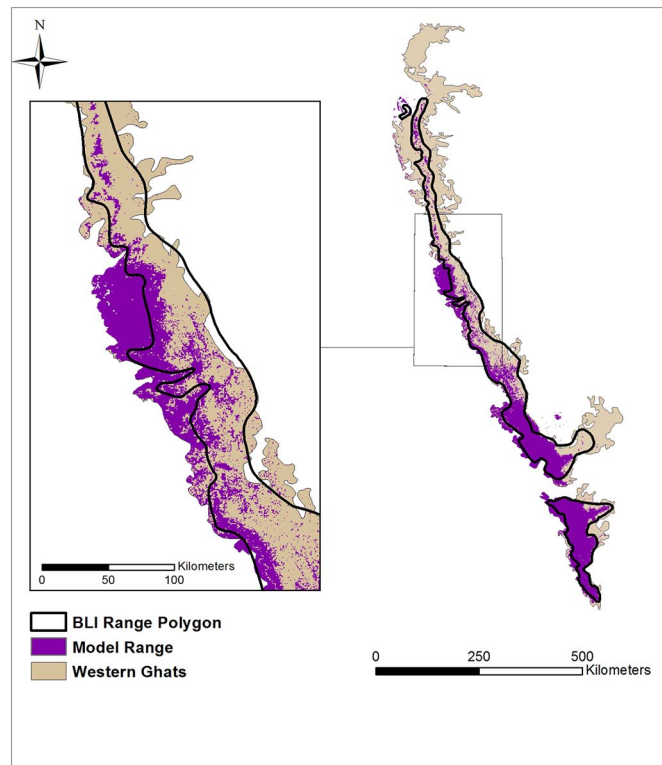 N
0 50 100 Kilometers
BLI Range Polygon
Model Range
Western Ghats
0 250 500 Kilometers